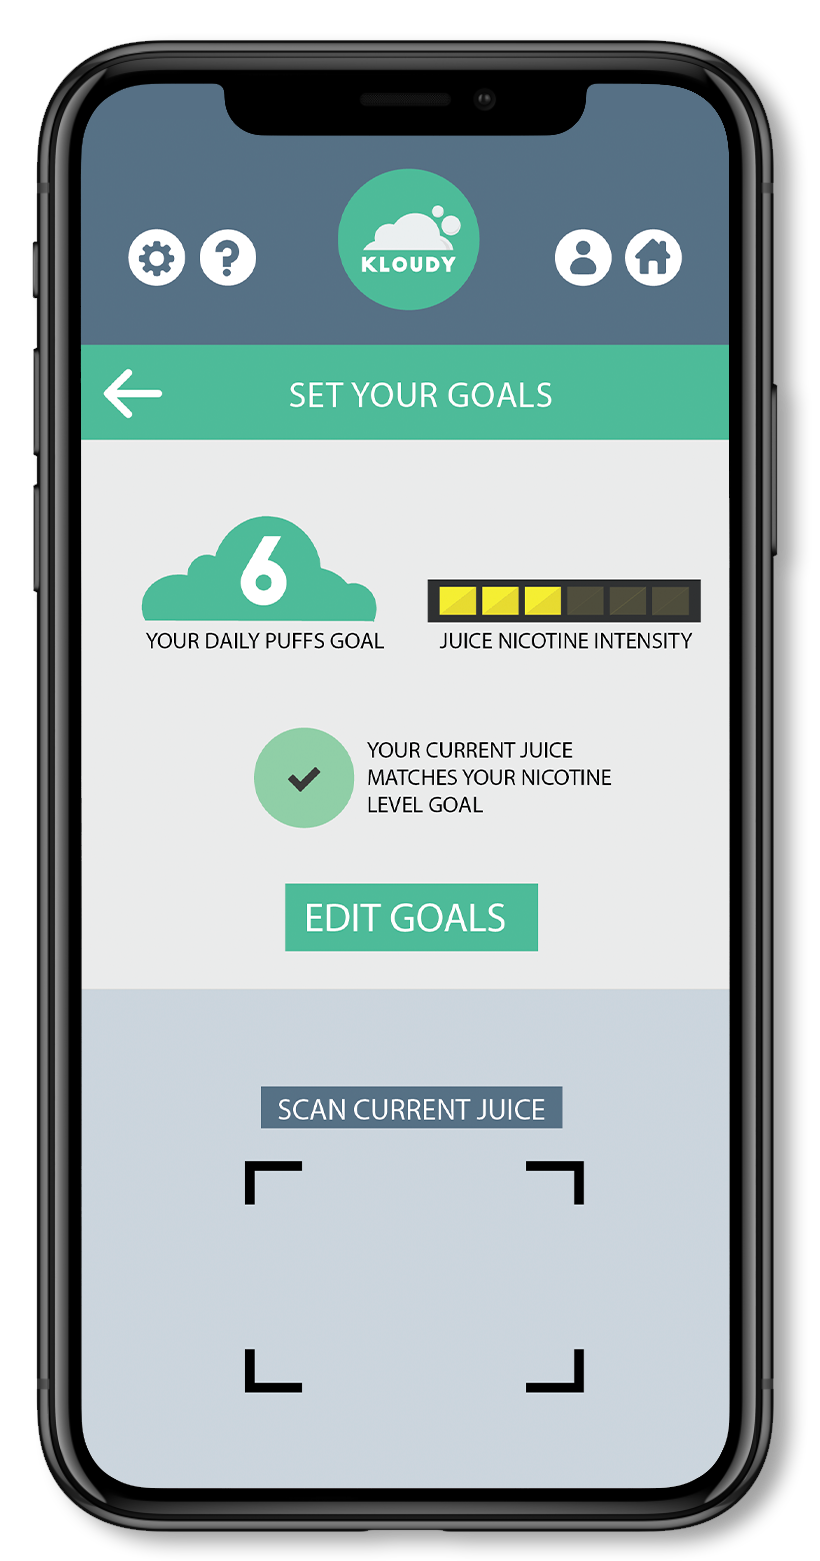 KLOUDY
SET YOUR GOALS
6
YOUR DAILY PUFFS GOAL
JUICE NICOTINE INTENSITY
YOUR CURRENT JUICE
MATCHES YOUR NICOTINE
LEVEL GOAL
EDIT GOALS
SCAN CURRENT JUICE